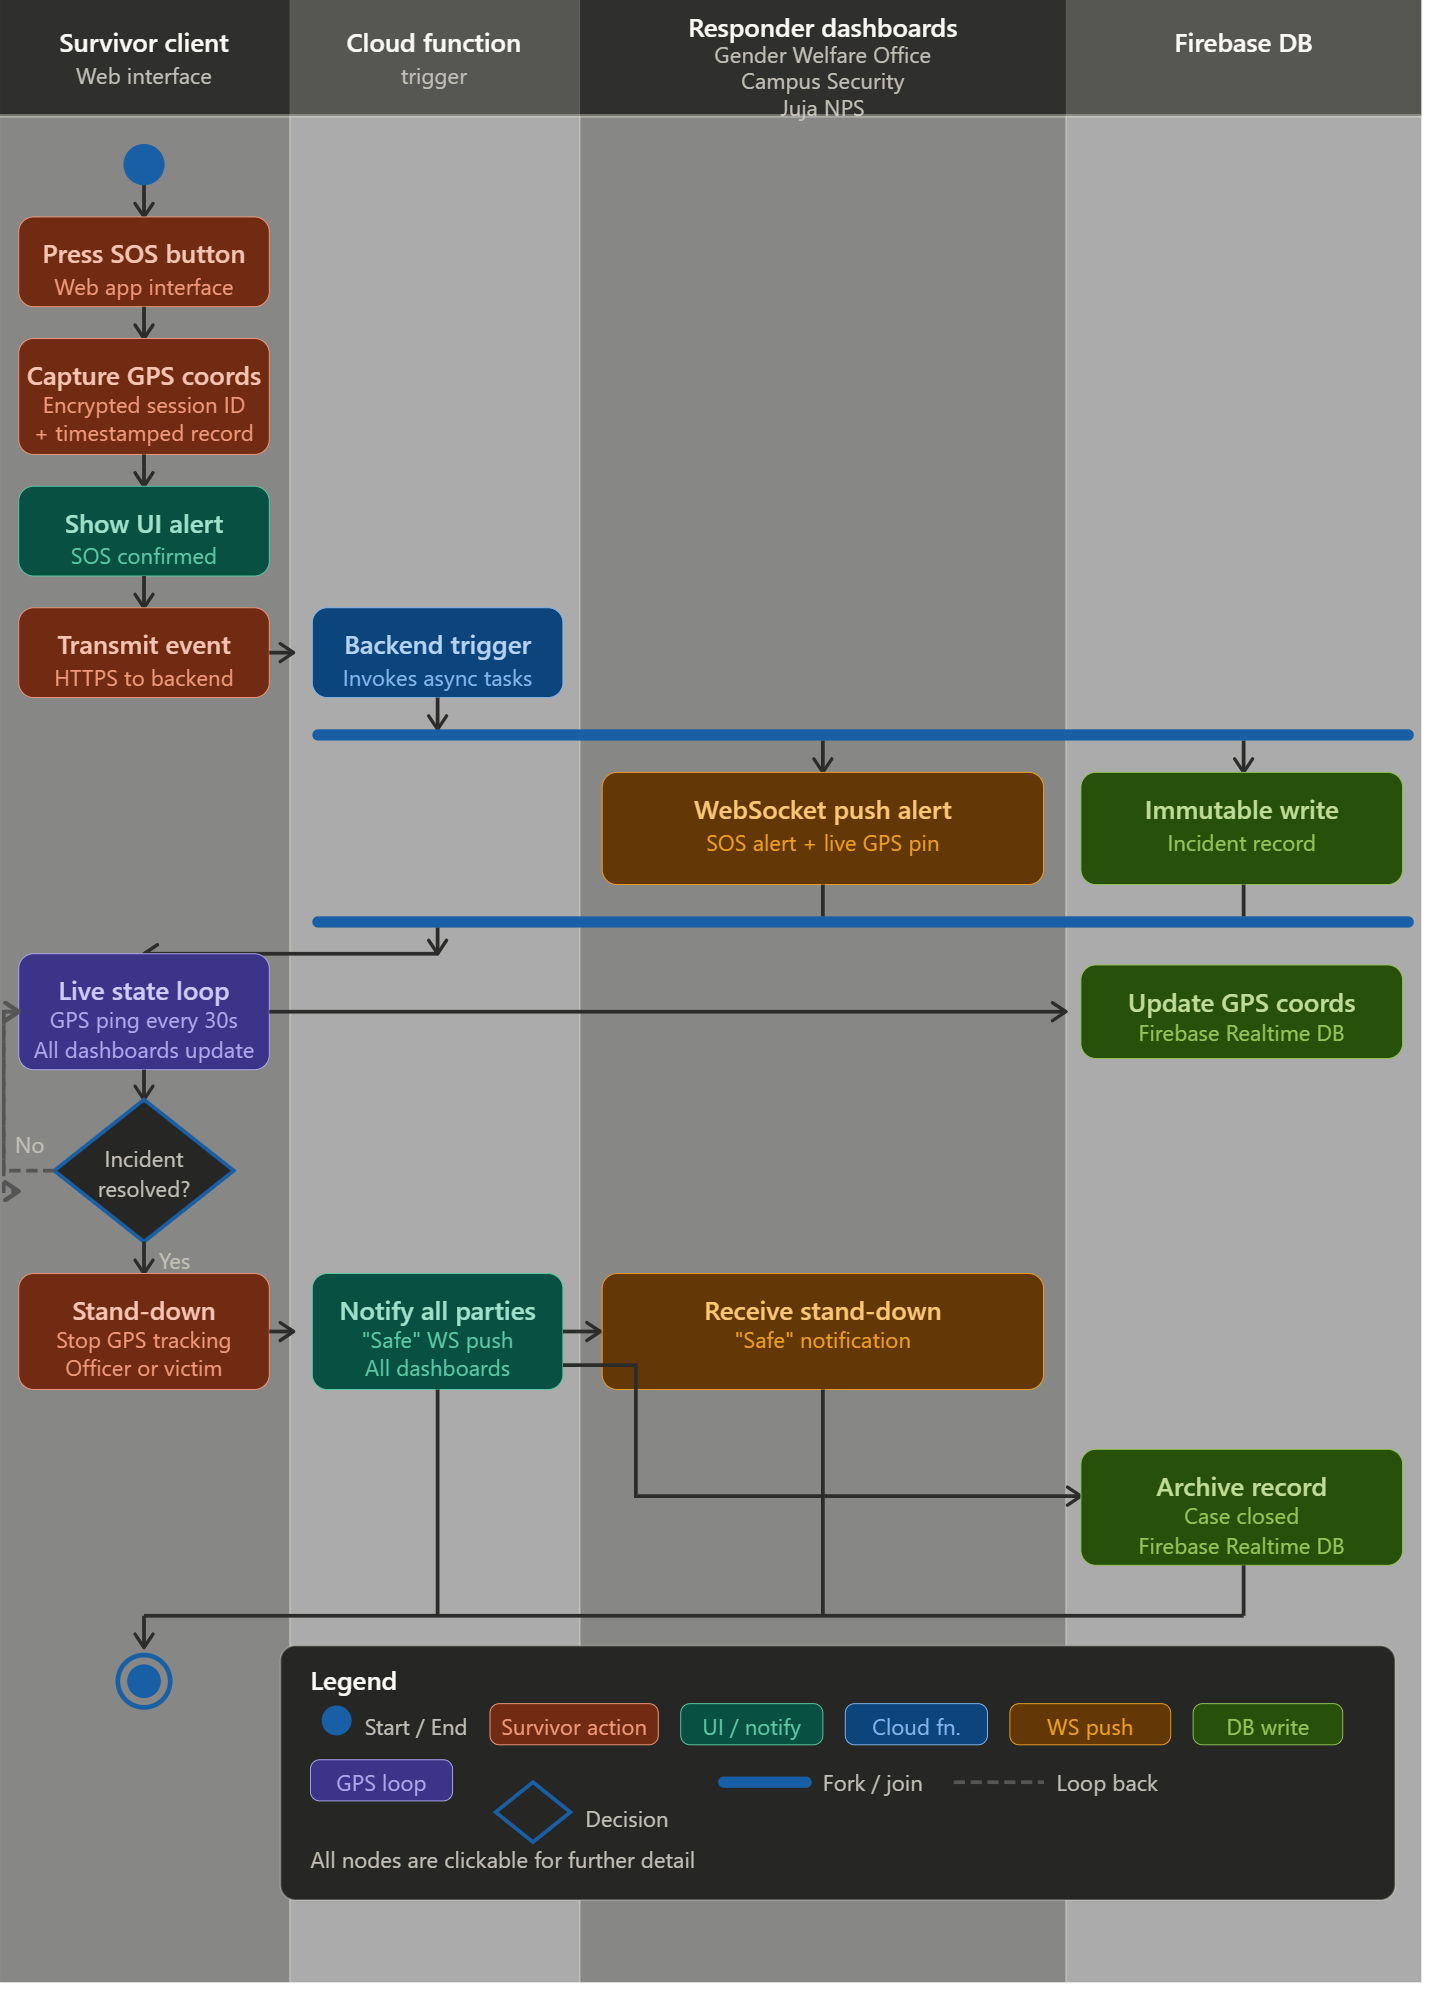 Survivor client
Web interface
Cloud function
trigger
Responder dashboards
Gender Welfare Office
Campus Security
Juja NPS
Firebase DB
Press SOS button
Web app interface
Capture GPS coords
Encrypted session ID
+ timestamped record
Show UI alert
SOS confirmed
Transmit event
HTTPS to backend
Backend trigger
Invokes async tasks
WebSocket push alert
SOS alert + live GPS pin
Immutable write
Incident record
Live state loop
GPS ping every 30s
All dashboards update
Update GPS coords
Firebase Realtime DB
No
Incident
resolved?
Yes
Stand-down
Stop GPS tracking
Officer or victim
Notify all parties
"Safe" WS push
All dashboards
Receive stand-down
"Safe" notification
Archive record
Case closed
Firebase Realtime DB
Legend
Start / End
Survivor action
UI / notify
Cloud fn.
WS push
DB write
GPS loop
Decision
Fork / join
Loop back
All nodes are clickable for further detail